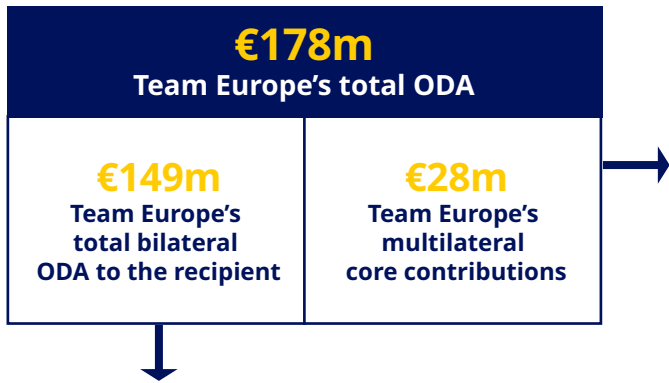 €178m
Team Europe’s total ODA
€149m
Team Europe’s
total bilateral
ODA to the recipient
€28m
Team Europe’s
multilateral
core contributions